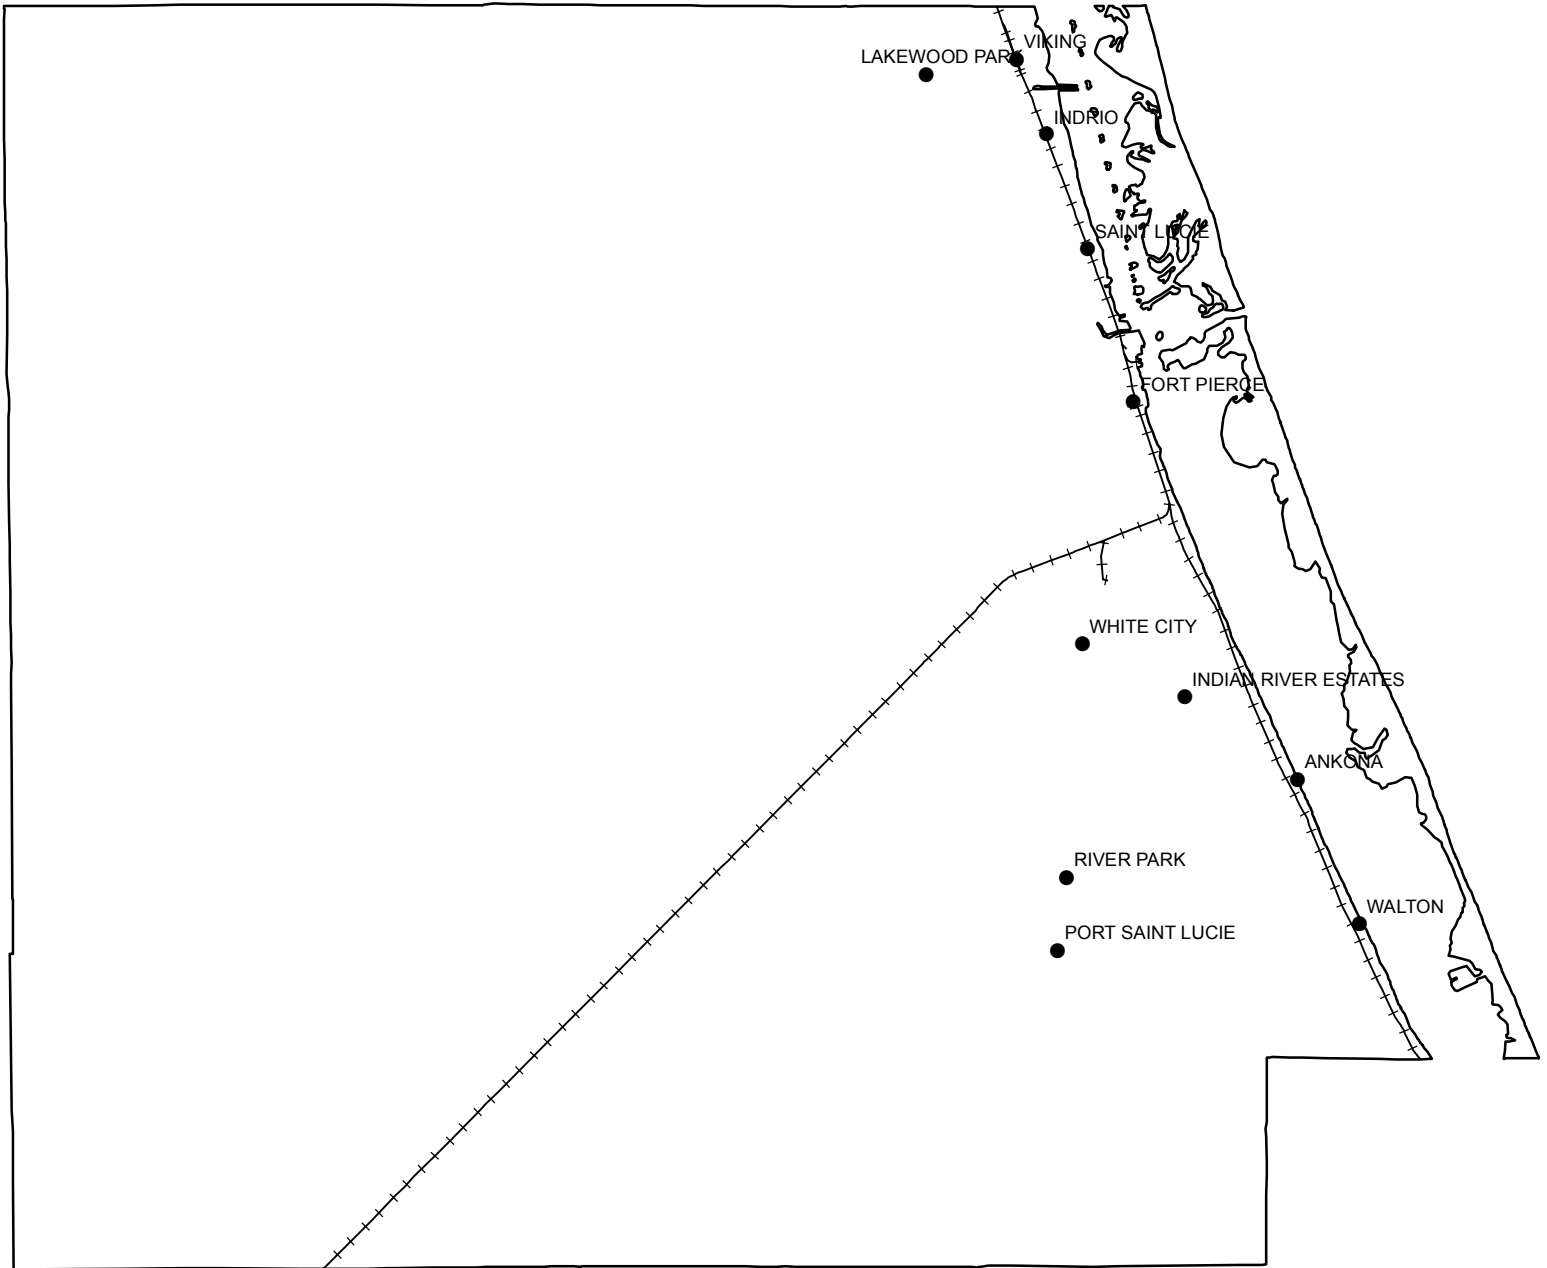 VIKING
LAKEWOOD PARK
INDRIO
SAINT LUCIE
FORT PIERCE
WHITE CITY
INDIAN RIVER ESTATES
ANKONA
RIVER PARK
WALTON
PORT SAINT LUCIE